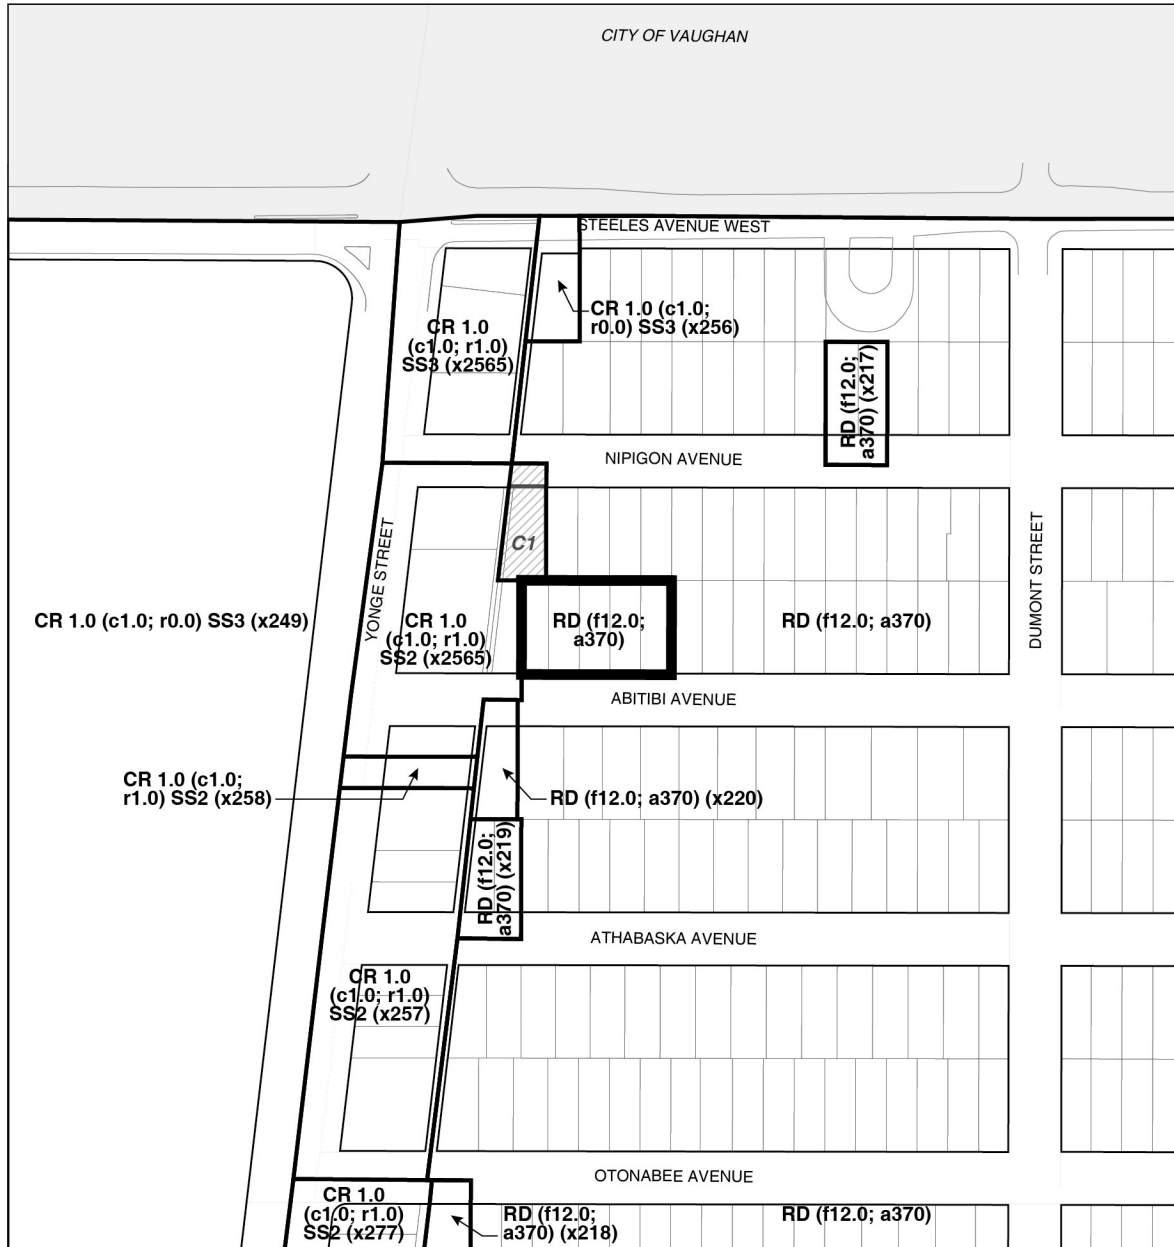 CITY OF VAUGHAN
STEELES AVENUE WEST
CR 1.0 (c1.0;
r0.0) SS3 (x256)
CR 1.0
(c1.0; r1.0)
SS3 (x2565)
RD (f12.0;
a370) (x217)
NIPIGON AVENUE
C1
YONGE STREET
DUMONT STREET
CR 1.0 (c1.0; r0.0) SS3 (x249)
CR 1.0
(c1.0; r1.0)
SS2 (x2565)
RD (f12.0;
a370)
RD (f12.0; a370)
ABITIBI AVENUE
CR 1.0 (c1.0;
r1.0) SS2 (x258)
RD (f12.0; a370) (x220)
RD (f12.0;
a370) (x219)
ATHABASKA AVENUE
CR 1.0
(c1.0; r1.0)
SS2 (x257)
OTONABEE AVENUE
CR 1.0
(c1.0; r1.0)
SS2 (x277)
RD (f12.0;
a370) (x218)
RD (f12.0; a370)